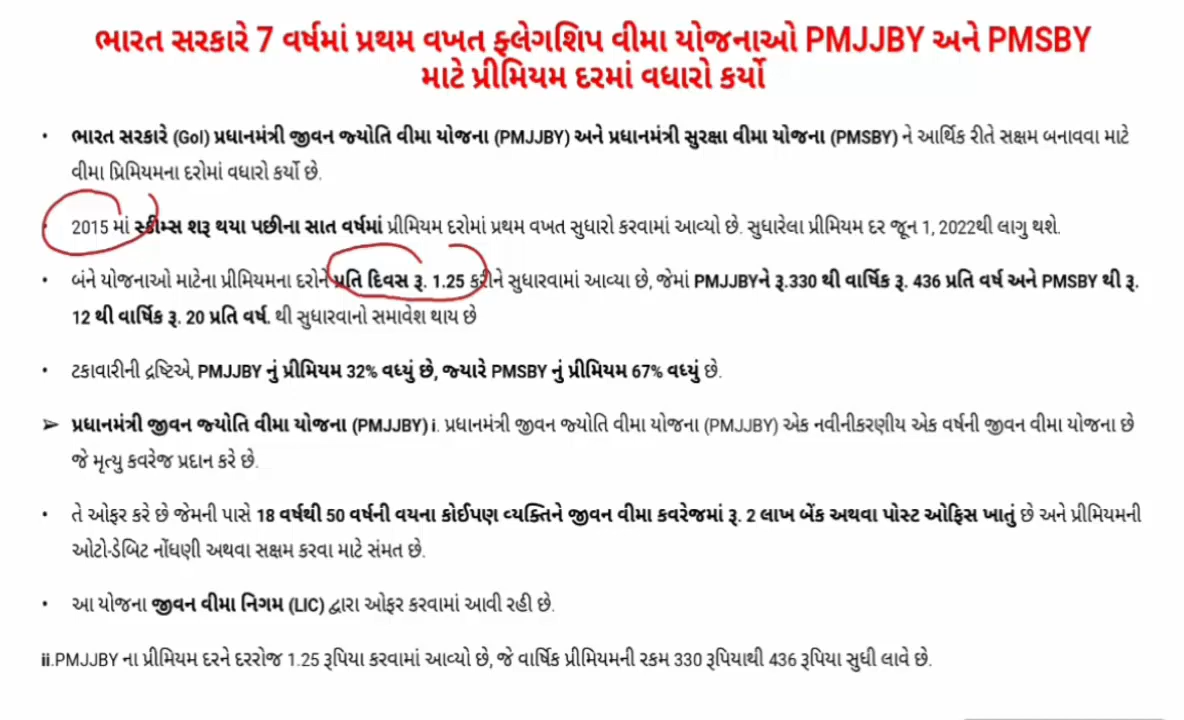 ભારત સરકારે 7 વર્ષમાં પ્રથમ વખત ફ્લેગશિપ વીમા યોજનાઓ PMJJBY અને PMSBY
માટે પ્રીમિયમ દરમાં વધારો કર્યો
• ભારત સરકારે (GoI) પ્રધાનમંત્રી જીવન જ્યોતિ વીમા યોજના (PMJJBY) અને પ્રધાનમંત્રી સુરક્ષા વીમા યોજના (PMSBY) ને આર્થિક રીતે સક્ષમ બનાવવા માટે
વીમા પ્રિમિયમના દરોમાં વધારો કર્યો છે.
• 2015 માં સ્કીમ્સ શરૂ થયા પછીના સાત વર્ષમાં પ્રીમિયમ દરોમાં પ્રથમ વખત સુધારો કરવામાં આવ્યો છે. સુધારેલા પ્રીમિયમ દર જૂન 1, 2022થી લાગુ થશે.
• બંને યોજનાઓ માટેના પ્રીમિયમના દરોને પ્રતિ દિવસ રૂ. 1.25 કરીને સુધારવામાં આવ્યા છે, જેમાં PMJJBYને રૂ.330 થી વાર્ષિક રૂ. 436 પ્રતિ વર્ષ અને PMSBY થી રૂ.
12 થી વાર્ષિક રૂ. 20 પ્રતિ વર્ષ. થી સુધારવાનો સમાવેશ થાય છે
• ટકાવારીની દ્રષ્ટિએ, PMJJBY નું પ્રીમિયમ 32% વધ્યું છે, જ્યારે PMSBY નું પ્રીમિયમ 67% વધ્યું છે.
➢ પ્રધાનમંત્રી જીવન જ્યોતિ વીમા યોજના (PMJJBY) i. પ્રધાનમંત્રી જીવન જ્યોતિ વીમા યોજના (PMJJBY) એક નવીનીકરણીય એક વર્ષની જીવન વીમા યોજના છે
જે મૃત્યુ કવરેજ પ્રદાન કરે છે.
• તે ઓફર કરે છે જેમની પાસે 18 વર્ષથી 50 વર્ષની વયના કોઈપણ વ્યક્તિને જીવન વીમા કવરેજમાં રૂ. 2 લાખ બેંક અથવા પોસ્ટ ઓફિસ ખાતું છે અને પ્રીમિયમની
ઓટો-ડેબિટ નોંધણી અથવા સક્ષમ કરવા માટે સંમત છે.
• આ યોજના જીવન વીમા નિગમ (LIC) દ્વારા ઓફર કરવામાં આવી રહી છે.
ii.PMJJBY ના પ્રીમિયમ દરને દરરોજ 1.25 રૂપિયા કરવામાં આવ્યો છે, જે વાર્ષિક પ્રીમિયમની રકમ 330 રૂપિયાથી 436 રૂપિયા સુધી લાવે છે.